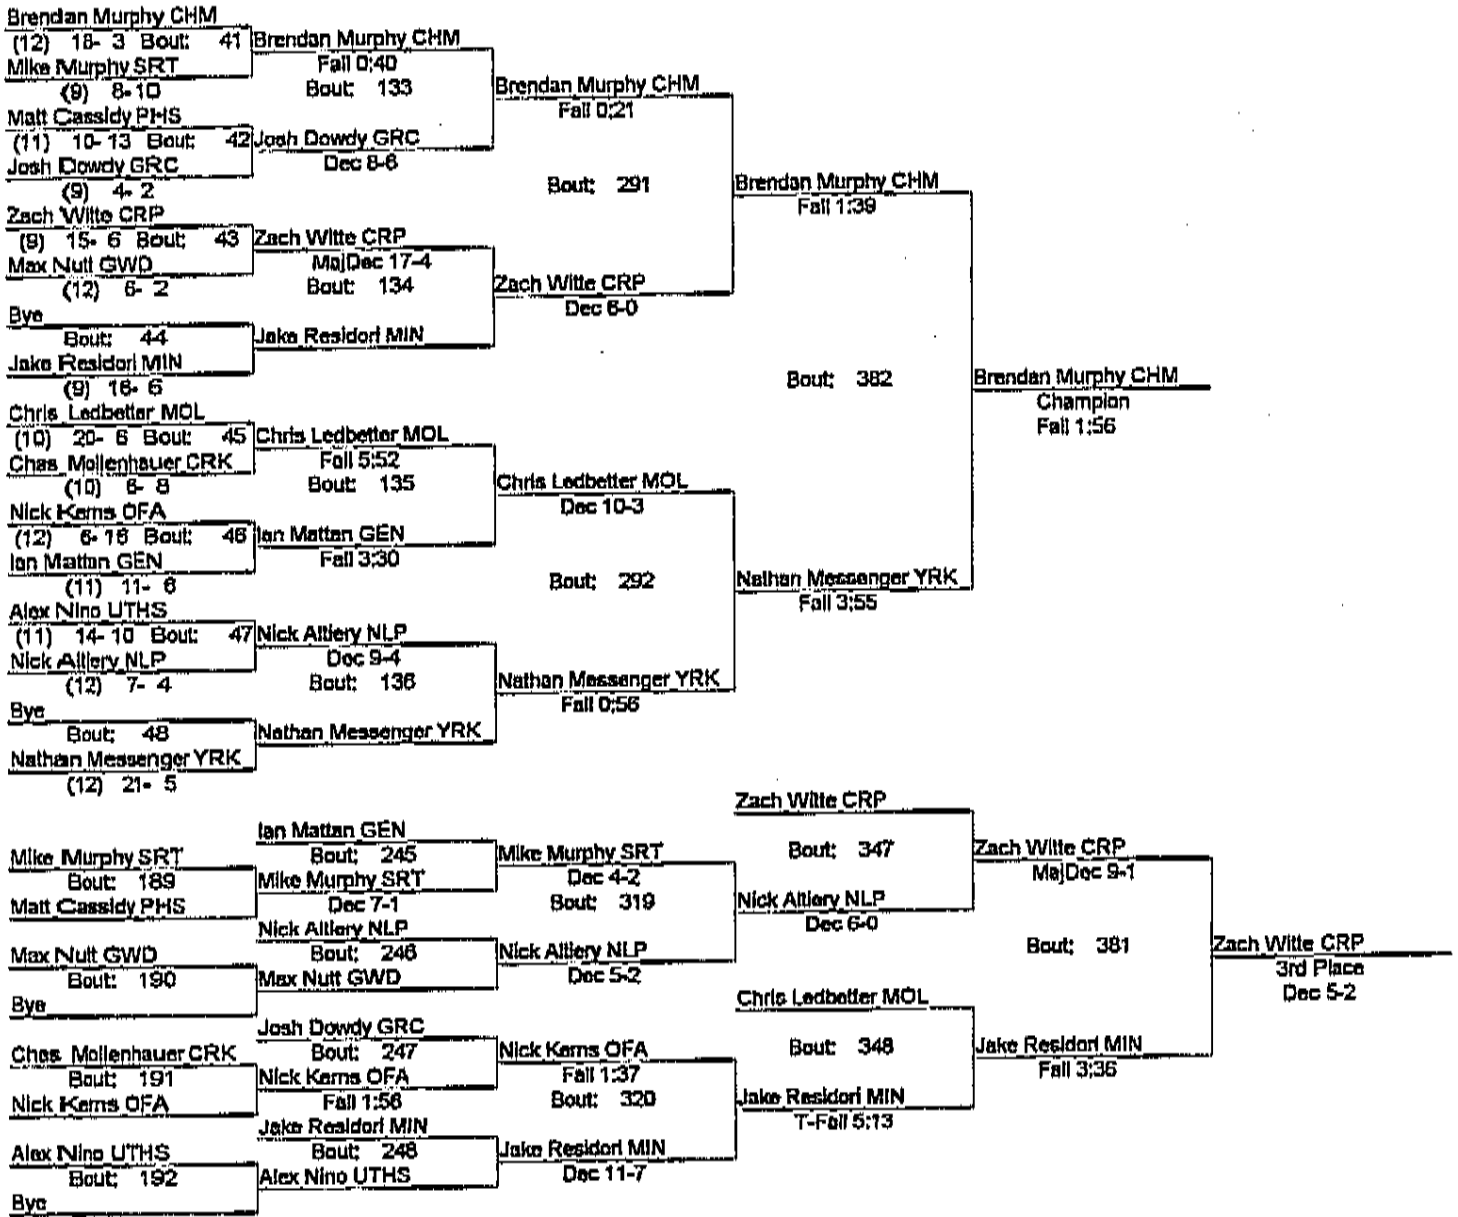 Brendan Murphy CHM
(12) 18- 3 Bout: 41 Brendan Murphy CHM
Mike Murphy SRT Fall 0:40
(9) 8-10 Bout: 133 Brendan Murphy CHM
Matt Cassidy PHS Fall 0:21
(11) 10- 13 Bout: 42 Josh Dowdy GRC
Josh Dowdy GRC Dec 8-6
(9) 4- 2 Bout: 291 Brendan Murphy CHM
Zach Witte CRP Fall 1:39
(9) 15- 6 Bout: 43 Zach Witte CRP
Max Nutt GWD MajDec 17-4
(12) 6- 2 Bout: 134 Zach Witte CRP
Bye Dec 6-0
Bout: 44 Jake Residori MIN
Jake Residori MIN
(9) 16- 6 Bout: 382 Brendan Murphy CHM
Chris Ledbetter MOL Champion
(10) 20- 6 Bout: 45 Chris Ledbetter MOL Fall 1:56
Chas Mollenhauer CRK Fall 5:52
(10) 6- 8 Bout: 135 Chris Ledbetter MOL
Nick Kerns OFA Dec 10-3
(12) 6- 16 Bout: 46 Ian Mattan GEN
Ian Mattan GEN Fall 3:30
(11) 11- 6 Bout: 292 Nathan Messenger YRK
Alex Nino UTHS Fall 3:55
(11) 14- 10 Bout: 47 Nick Altiery NLP
Nick Altiery NLP Dec 9-4
(12) 7- 4 Bout: 136 Nathan Messenger YRK
Bye Fall 0:56
Bout: 48 Nathan Messenger YRK
Nathan Messenger YRK
(12) 21- 5
Zach Witte CRP
Ian Mattan GEN
Mike Murphy SRT Bout: 245 Mike Murphy SRT Bout: 347 Zach Witte CRP
Bout: 189 Mike Murphy SRT Dec 4-2 MajDec 9-1
Matt Cassidy PHS Dec 7-1 Bout: 319 Nick Altiery NLP
Nick Altiery NLP Dec 6-0
Max Nutt GWD Bout: 246 Nick Altiery NLP Bout: 381 Zach Witte CRP
Bout: 190 Max Nutt GWD Dec 5-2 3rd Place
Bye Chris Ledbetter MOL Dec 5-2
Josh Dowdy GRC
Chas Mollenhauer CRK Bout: 247 Nick Kerns OFA Bout: 348 Jake Residori MIN
Bout: 191 Nick Kerns OFA Fall 1:37 Fall 3:36
Nick Kerns OFA Fall 1:56 Bout: 320 Jake Residori MIN
Jake Residori MIN T-Fall 5:13
Alex Nino UTHS Bout: 248 Jake Residori MIN
Bout: 192 Alex Nino UTHS Dec 11-7
Bye